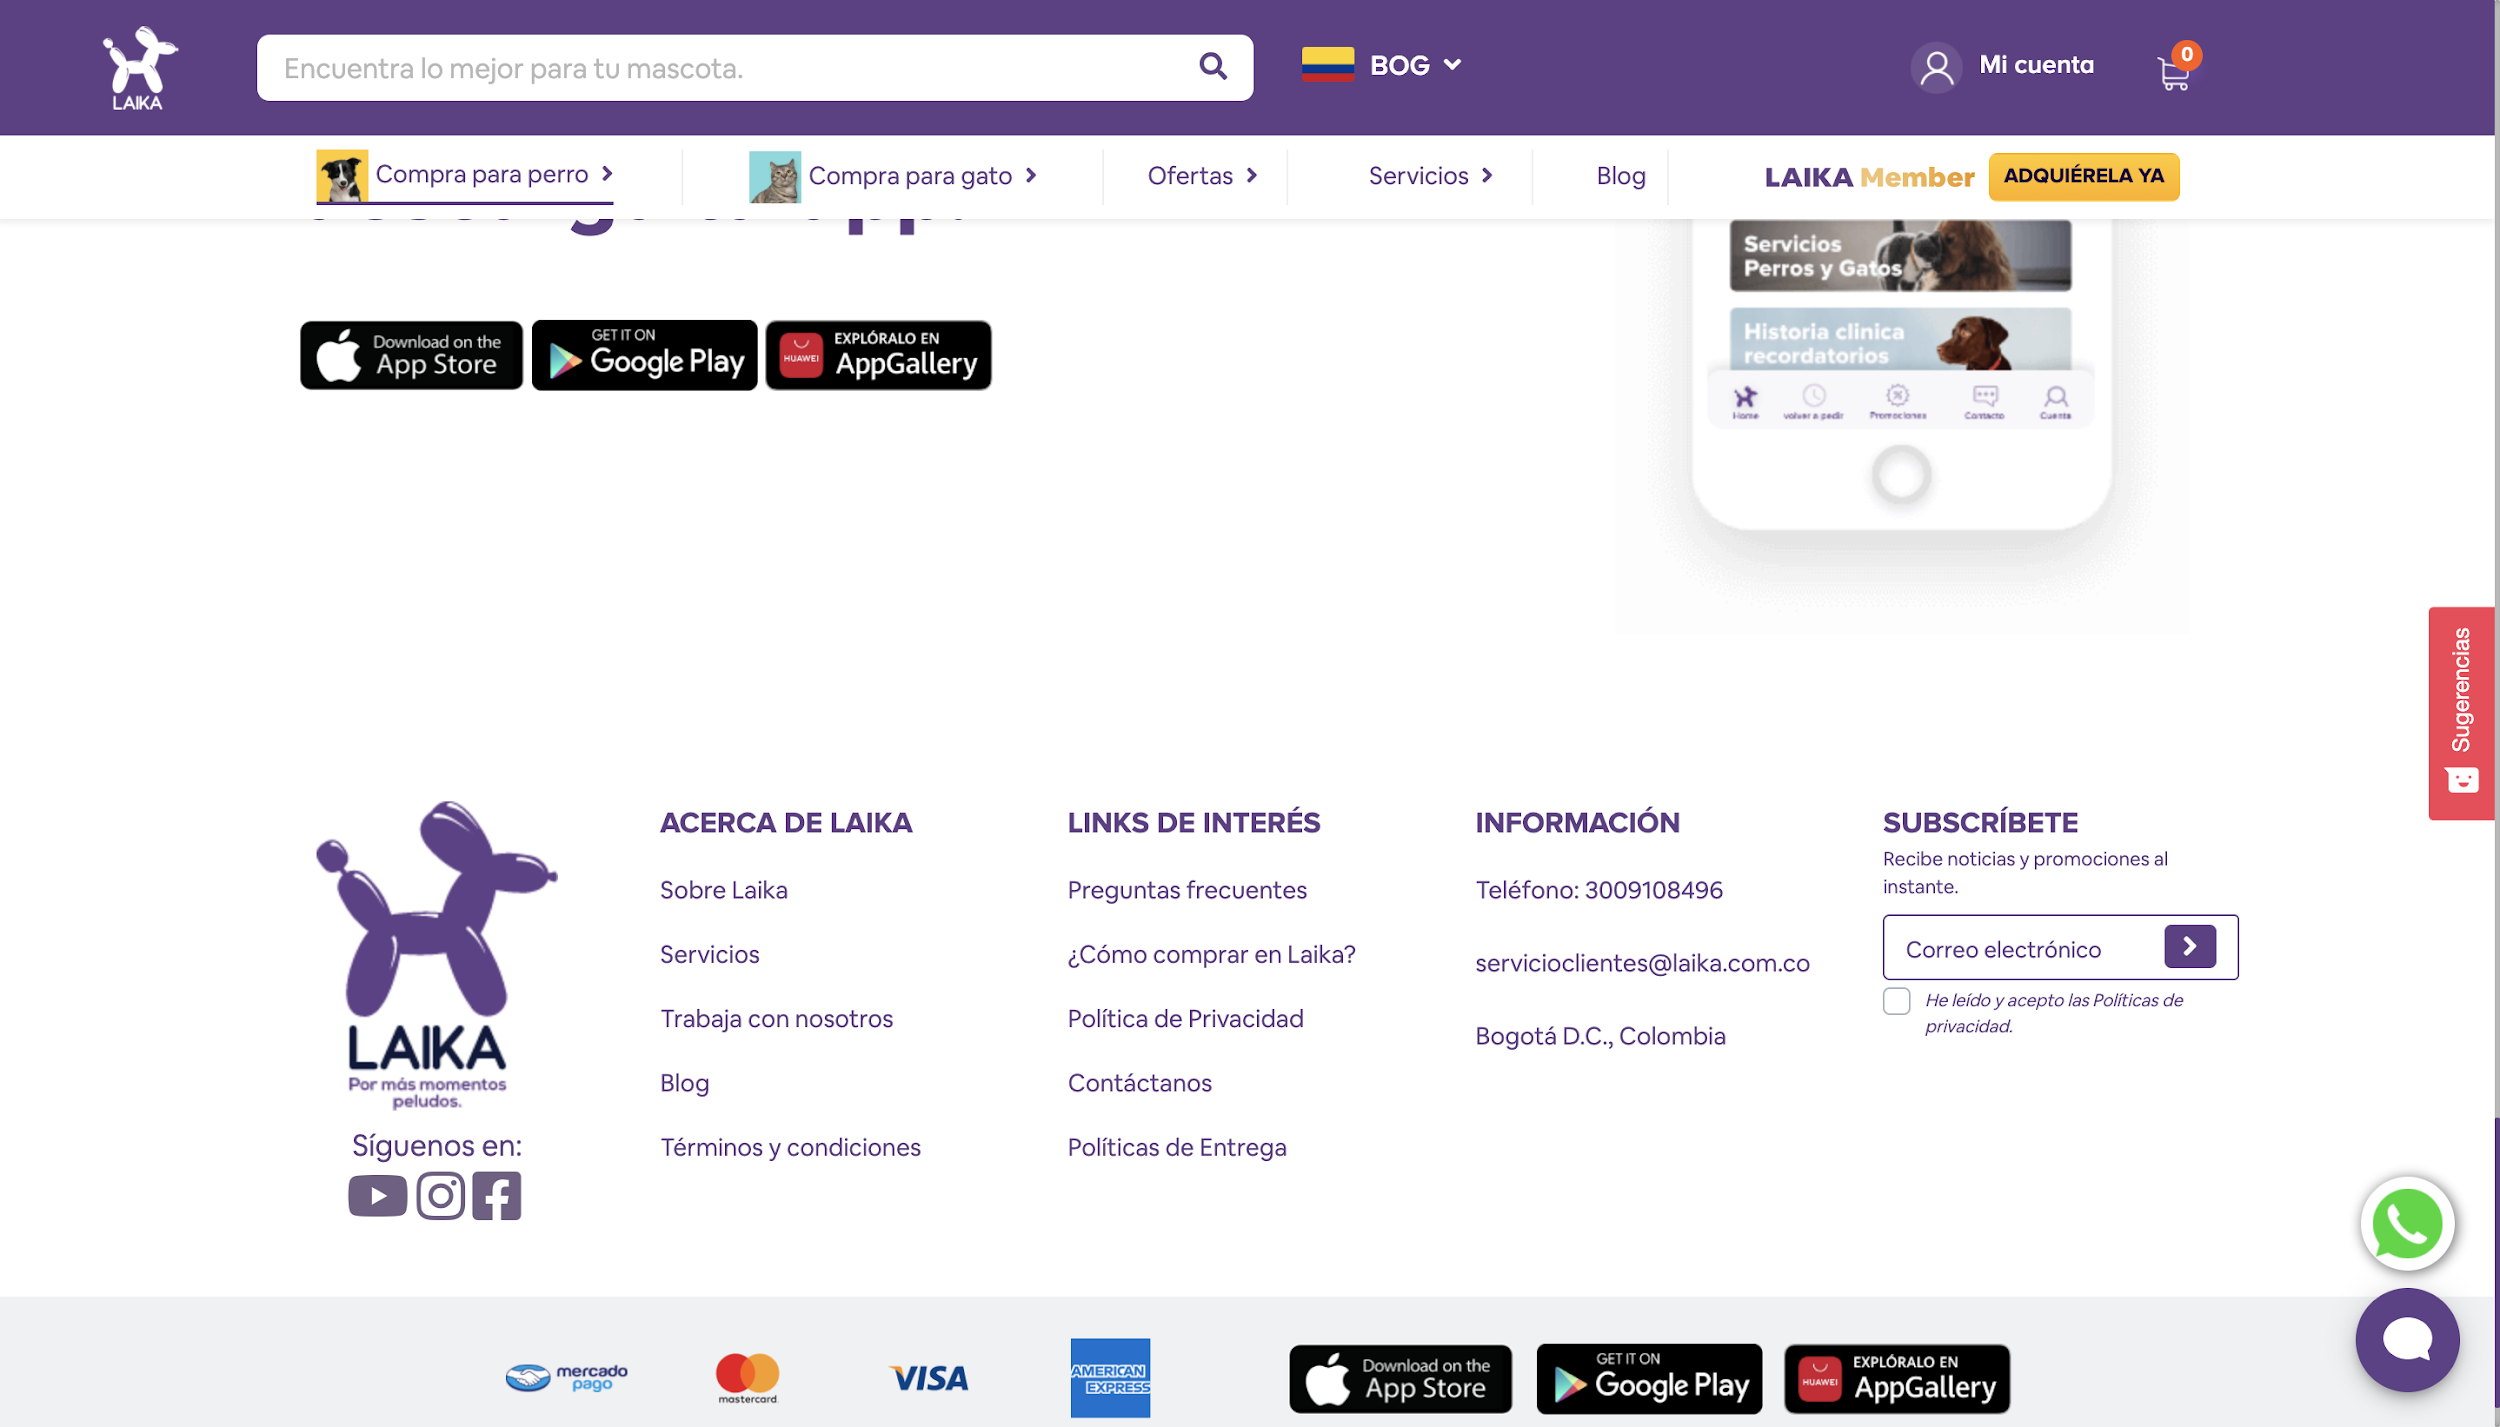 LAIKA
Encuentra lo mejor para tu mascota.
BOG
Mi cuenta
0
Compra para perro
Compra para gato
Ofertas
Servicios
Blog
LAIKA Member
ADQUIÉRELA YA
Download on the
App Store
GET IT ON
Google Play
HUAWEI
EXPLÓRALO EN
AppGallery
Servicios
Perros y Gatos
Historia clinica
recordatorios
Home
volver a pedir
Promociones
Contacto
Cuenta
Sugerencias
LAIKA
Por más momentos
peludos.
Síguenos en:
ACERCA DE LAIKA
Sobre Laika
Servicios
Trabaja con nosotros
Blog
Términos y condiciones
LINKS DE INTERÉS
Preguntas frecuentes
¿Cómo comprar en Laika?
Política de Privacidad
Contáctanos
Políticas de Entrega
INFORMACIÓN
Teléfono: 3009108496
servicioclientes@laika.com.co
Bogotá D.C., Colombia
SUBSCRÍBETE
Recibe noticias y promociones al
instante.
Correo electrónico
He leído y acepto las Políticas de
privacidad.
mercado
pago
mastercard
VISA
AMERICAN
EXPRESS
Download on the
App Store
GET IT ON
Google Play
HUAWEI
EXPLÓRALO EN
AppGallery